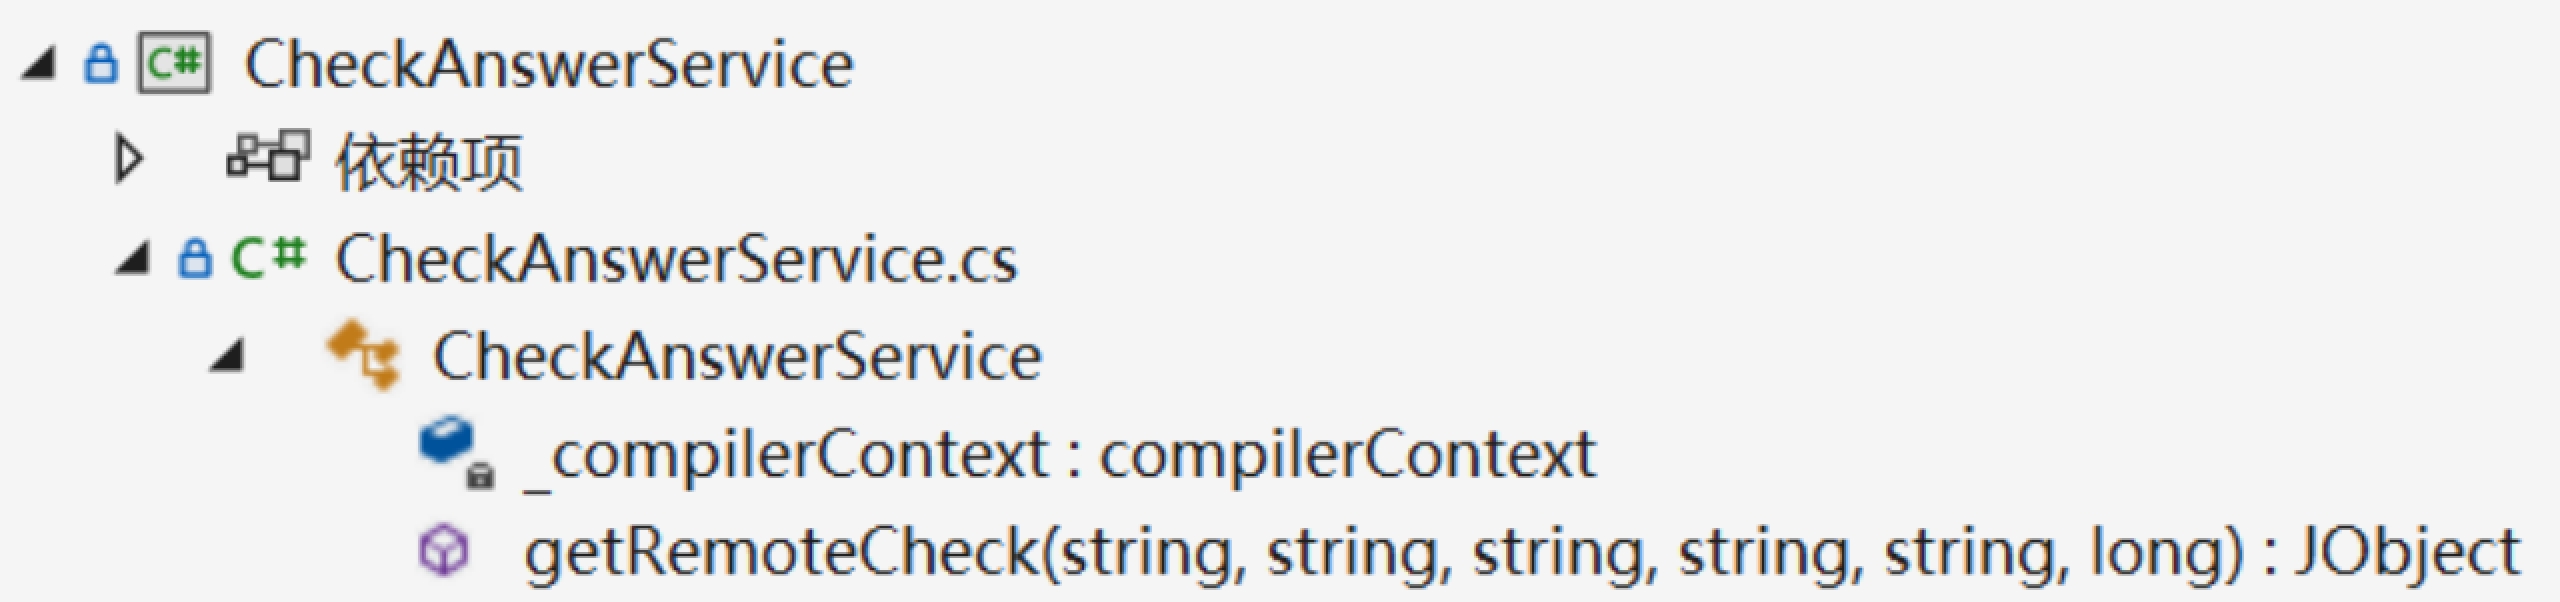 C# CheckAnswerService
依赖项
C# CheckAnswerService.cs
CheckAnswerService
_compilerContext : compilerContext
getRemoteCheck(string, string, string, string, string, long) : JObject